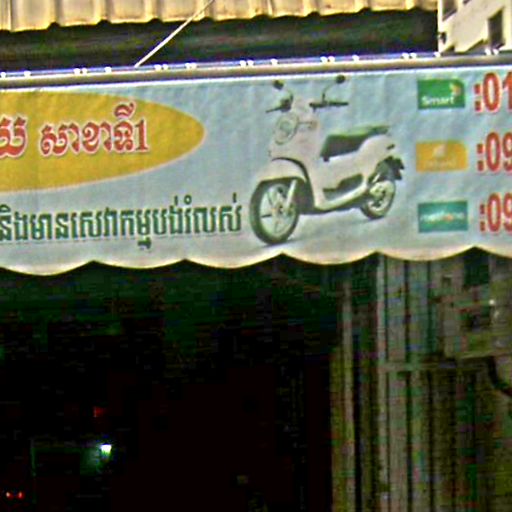 សាខាទី1
និងមានសេវាកម្មបង់រំលស់
Smart :01
:09
metfone :09